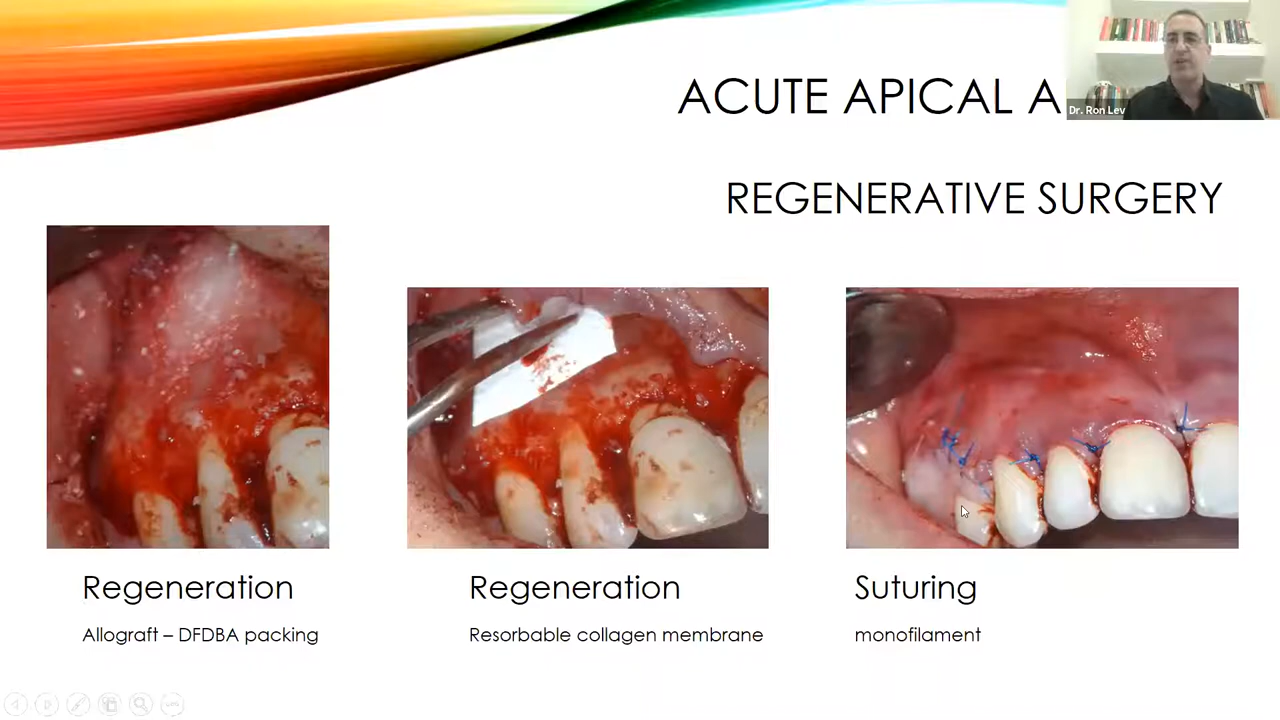 ACUTE APICAL A
Dr. Ron Lev
REGENERATIVE SURGERY
Regeneration
Allograft – DFDBA packing
Regeneration
Resorbable collagen membrane
Suturing
monofilament